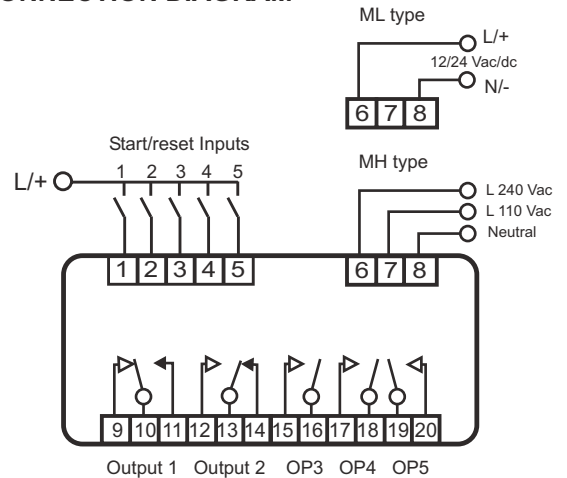 ML type
L/+
12/24 Vac/dc
N/-
6 7 8
Start/reset Inputs
MH type
1 2 3 4 5
L/+
L 240 Vac
L 110 Vac
Neutral
1 2 3 4 5
6 7 8
9 10 11 12 13 14 15 16 17 18 19 20
Output 1 Output 2 OP3 OP4 OP5